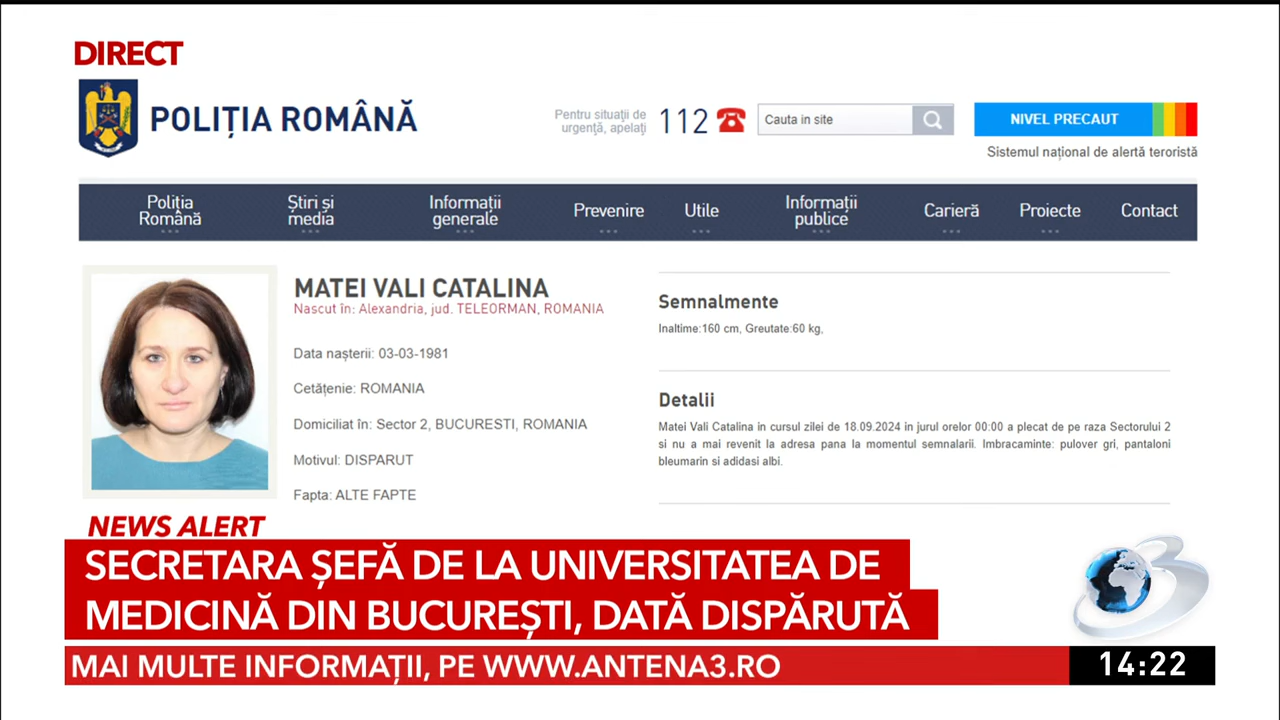 DIRECT
POLIȚIA ROMÂNĂ
Pentru situaţii de
urgenţă, apelaţi
112
Cauta in site
NIVEL PRECAUT
Sistemul național de alertă teroristă
Poliția
Română
Știri și
media
Informații
generale
Prevenire
Utile
Informații
publice
Carieră
Proiecte
Contact
MATEI VALI CATALINA
Nascut în: Alexandria, jud. TELEORMAN, ROMANIA
Data nașterii: 03-03-1981
Cetățenie: ROMANIA
Domiciliat în: Sector 2, BUCURESTI, ROMANIA
Motivul: DISPARUT
Fapta: ALTE FAPTE
Semnalmente
Inaltime:160 cm, Greutate:60 kg,
Detalii
Matei Vali Catalina in cursul zilei de 18.09.2024 in jurul orelor 00:00 a plecat de pe raza Sectorului 2
si nu a mai revenit la adresa pana la momentul semnalarii. Imbracaminte: pulover gri, pantaloni
bleumarin si adidasi albi.
NEWS ALERT
SECRETARA ȘEFĂ DE LA UNIVERSITATEA DE
MEDICINĂ DIN BUCUREȘTI, DATĂ DISPĂRUTĂ
MAI MULTE INFORMAȚII, PE WWW.ANTENA3.RO
14:22